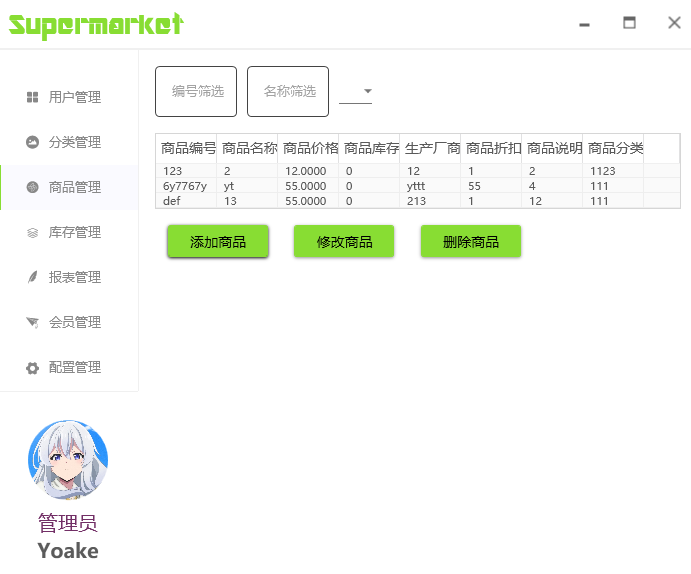 Supermarket
用户管理
分类管理
商品管理
库存管理
报表管理
会员管理
配置管理
管理员
Yoake
编号筛选 名称筛选
商品编号 商品名称 商品价格 商品库存 生产厂商 商品折扣 商品说明 商品分类
123 2 12.0000 0 12 1 2 1123
6y7767y yt 55.0000 0 yttt 55 4 111
def 13 55.0000 0 213 1 12 111
添加商品 修改商品 删除商品